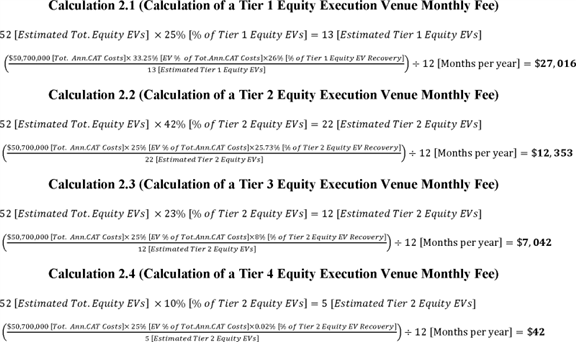 Calculation 2.1 (Calculation of a Tier 1 Equity Execution Venue Monthly Fee)
52 [Estimated Tot. Equity EVs] × 25% [% of Tier 1 Equity EVs] = 13 [Estimated Tier 1 Equity EVs]
($50,700,000 [Tot. Ann.CAT Costs]× 33.25% [EV % of Tot.Ann.CAT Costs]×26% [% of Tier 1 Equity EV Recovery] / 13 [Estimated Tier 1 Equity EVs]) ÷ 12 [Months per year] = $27,016
Calculation 2.2 (Calculation of a Tier 2 Equity Execution Venue Monthly Fee)
52 [Estimated Tot. Equity EVs] × 42% [% of Tier 2 Equity EVs] = 22 [Estimated Tier 2 Equity EVs]
($50,700,000 [Tot. Ann.CAT Costs]× 25% [EV % of Tot.Ann.CAT Costs]×25.73% [% of Tier 2 Equity EV Recovery] / 22 [Estimated Tier 2 Equity EVs]) ÷ 12 [Months per year] = $12,353
Calculation 2.3 (Calculation of a Tier 3 Equity Execution Venue Monthly Fee)
52 [Estimated Tot. Equity EVs] × 23% [% of Tier 2 Equity EVs] = 12 [Estimated Tier 2 Equity EVs]
($50,700,000 [Tot. Ann.CAT Costs]× 25% [EV % of Tot.Ann.CAT Costs]×8% [% of Tier 2 Equity EV Recovery] / 12 [Estimated Tier 2 Equity EVs]) ÷ 12 [Months per year] = $7,042
Calculation 2.4 (Calculation of a Tier 4 Equity Execution Venue Monthly Fee)
52 [Estimated Tot. Equity EVs] × 10% [% of Tier 2 Equity EVs] = 5 [Estimated Tier 2 Equity EVs]
($50,700,000 [Tot. Ann.CAT Costs]× 25% [EV % of Tot.Ann.CAT Costs×0.02% [% of Tier 2 Equity EV Recovery] / 5 [Estimated Tier 2 Equity EVs]) ÷ 12 [Months per year] = $42